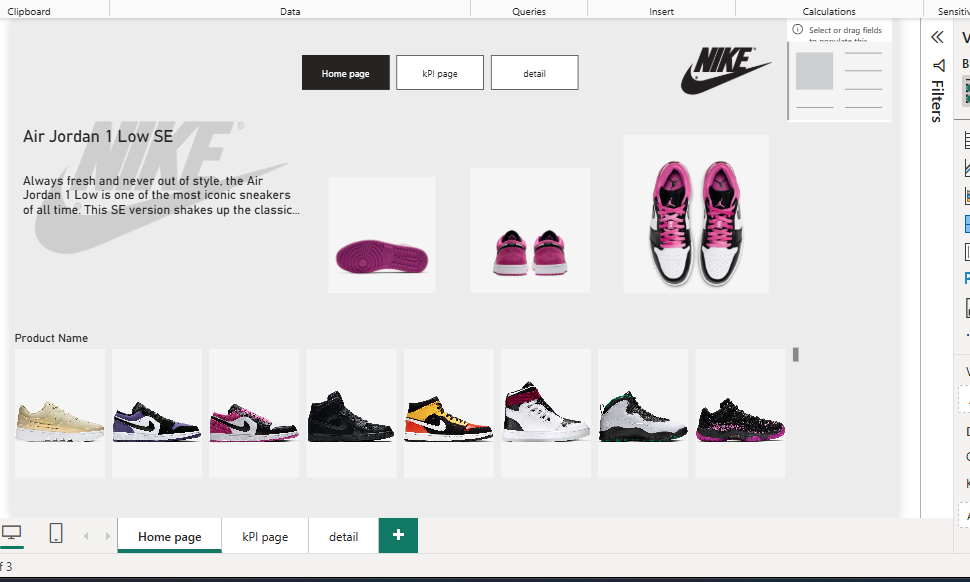 Clipboard
Data
Queries
Insert
Calculations
Home page
kPI page
detail
NIKE
Select or drag fields
to populate this
Filters
NIKE
®
Air Jordan 1 Low SE
Always fresh and never out of style, the Air
Jordan 1 Low is one of the most iconic sneakers
of all time. This SE version shakes up the classic...
Product Name
Home page
kPI page
detail
+